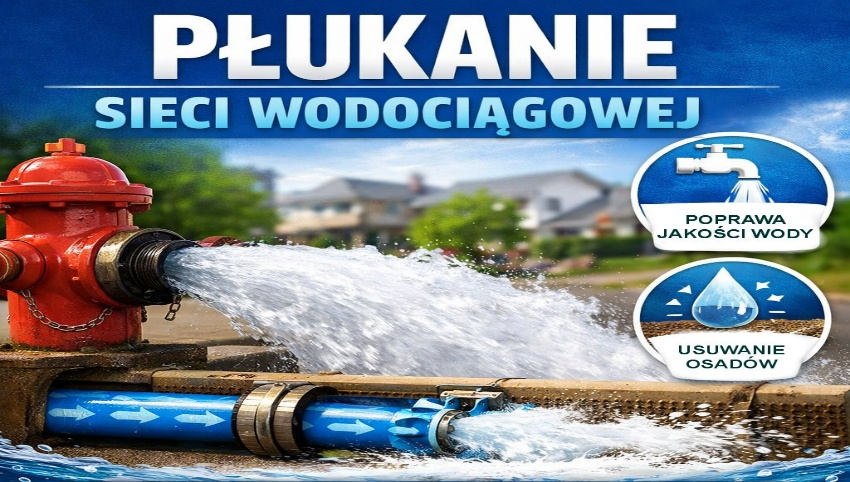 PŁUKANIE
SIECI WODOCIĄGOWEJ
POPRAWA
JAKOŚCI WODY
USUWANIE
OSADÓW